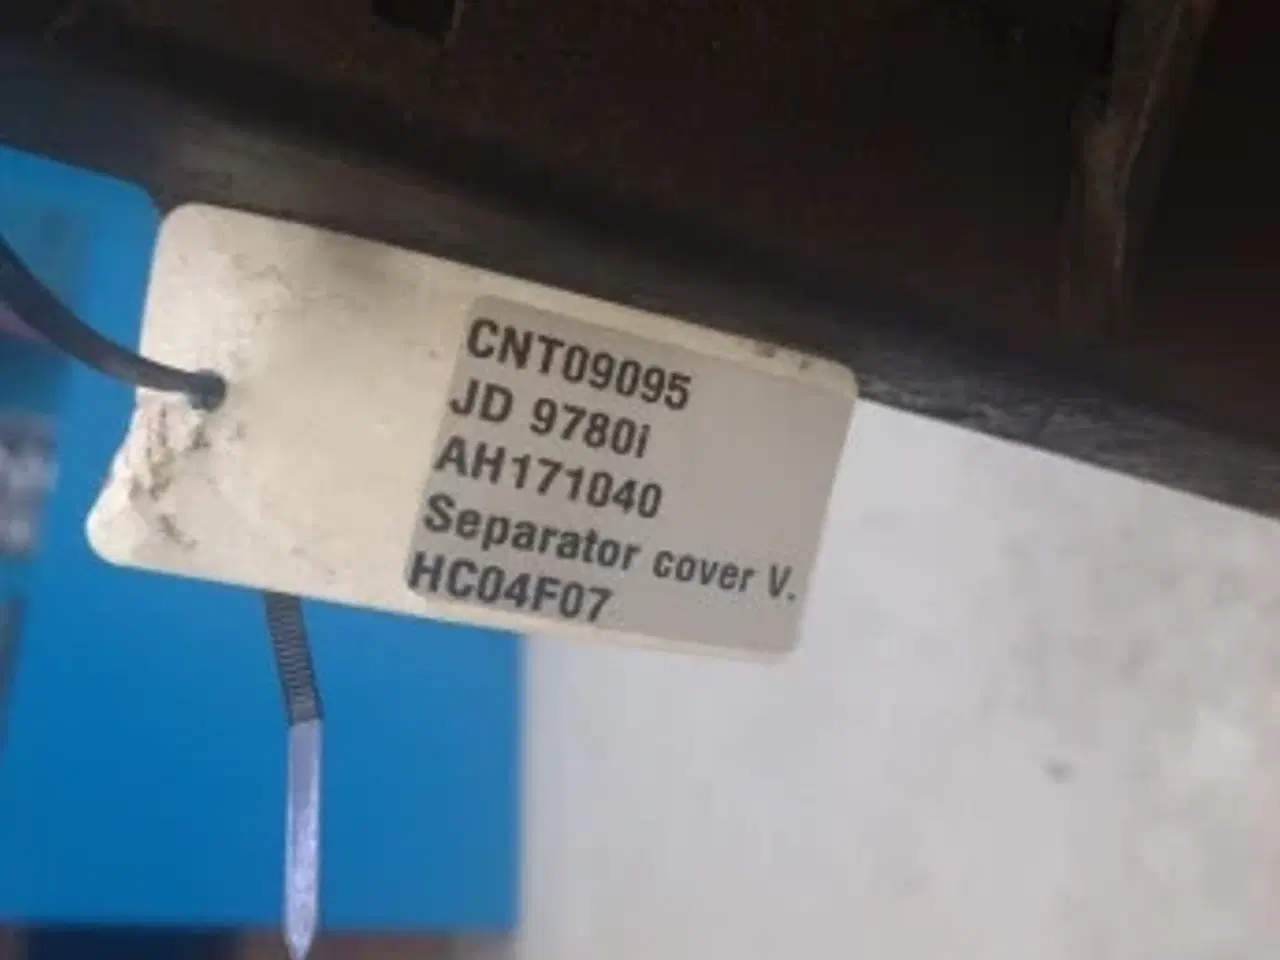 CNT09095
JD 9780i
AH171040
Separator cover V.
HC04F07